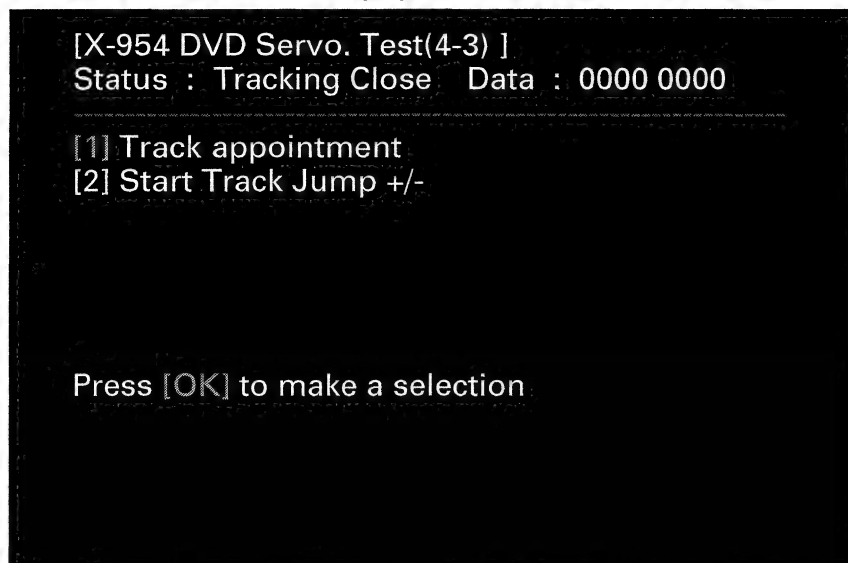 [X-954 DVD Servo. Test(4-3) ]
Status : Tracking Close Data : 0000 0000
[1] Track appointment
[2] Start Track Jump +/-
Press [OK] to make a selection